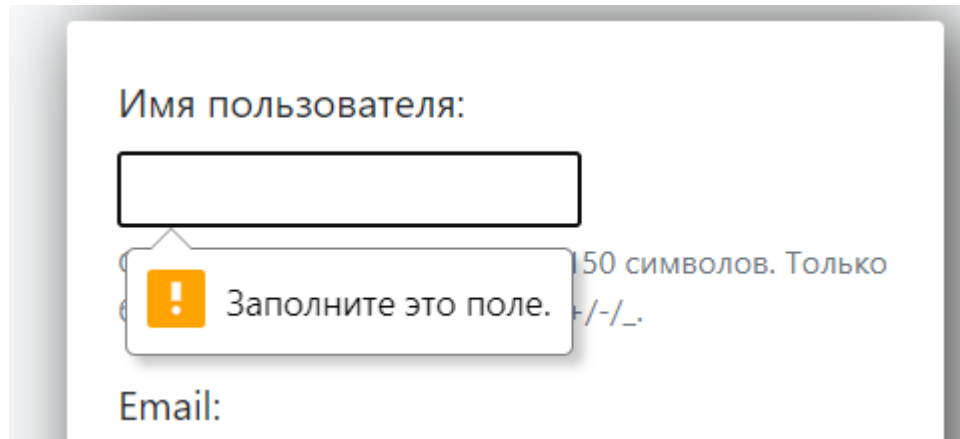 Имя пользователя:
150 символов. Только
Заполните это поле.
+/-/_.
Email: